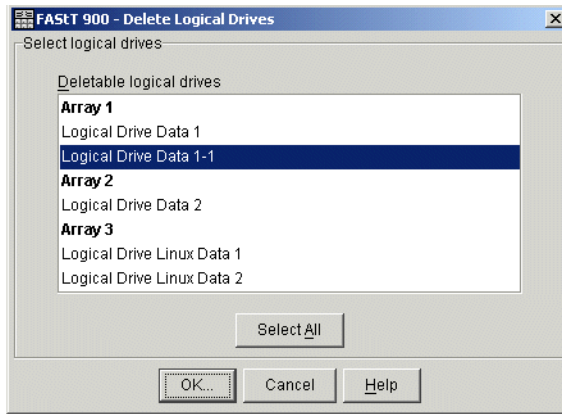 FAStT 900 - Delete Logical Drives
Select logical drives
Deletable logical drives
Array 1
Logical Drive Data 1
Logical Drive Data 1-1
Array 2
Logical Drive Data 2
Array 3
Logical Drive Linux Data 1
Logical Drive Linux Data 2
Select All
OK... Cancel Help